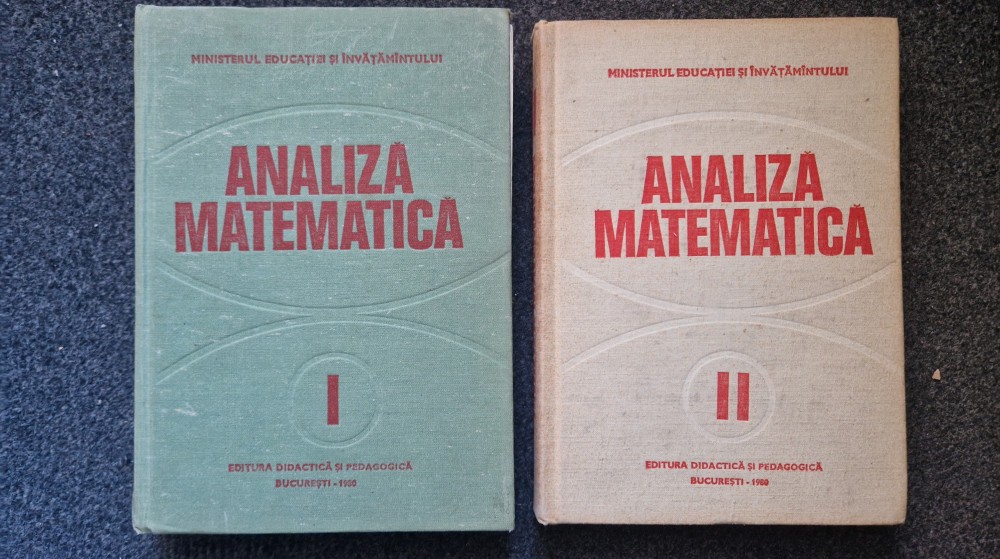 MINISTERUL EDUCAȚIEI ȘI ÎNVĂȚĂMÎNTULUI
ANALIZĂ
MATEMATICĂ
I
EDITURA DIDACTICĂ ȘI PEDAGOGICĂ
BUCUREȘTI - 1980
MINISTERUL EDUCAȚIEI ȘI ÎNVĂȚĂMÎNTULUI
ANALIZĂ
MATEMATICĂ
II
EDITURA DIDACTICĂ ȘI PEDAGOGICĂ
BUCUREȘTI - 1980